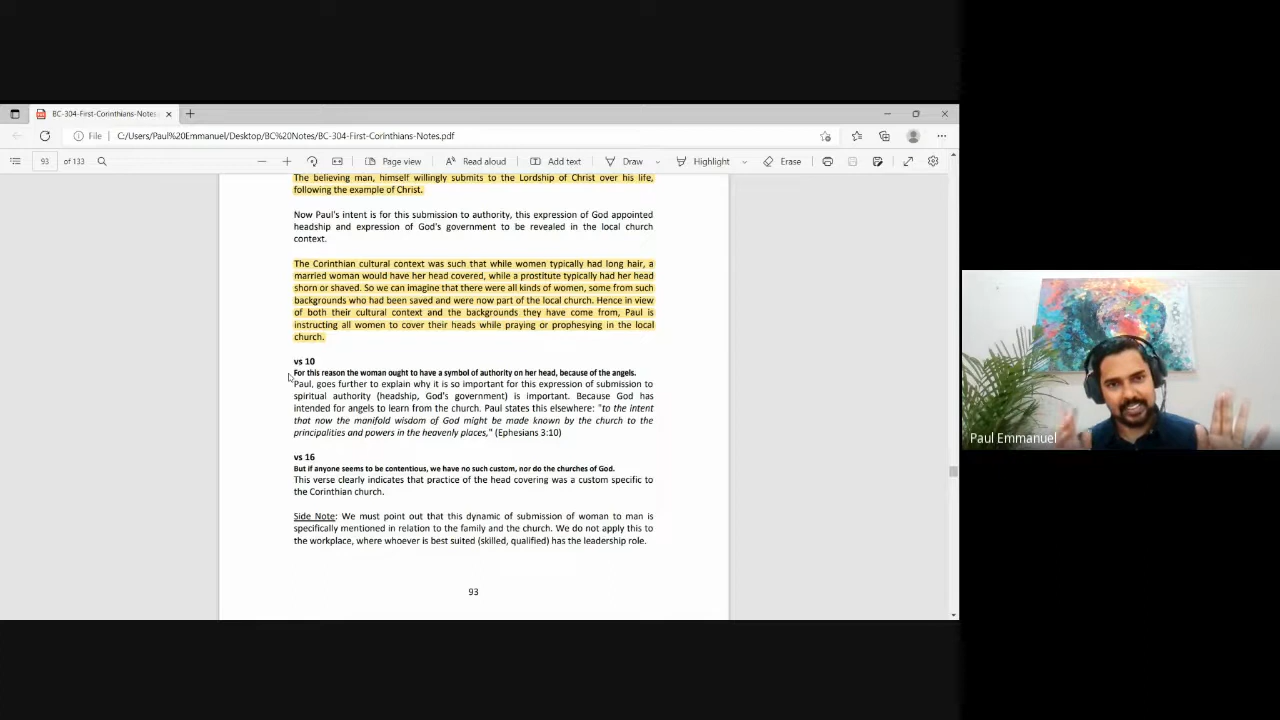 BC-304-First-Corinthians-Notes
File
C:/Users/Paul%20Emmanuel/Desktop/BC%20Notes/BC-304-First-Corinthians-Notes.pdf
93 of 133 Page view Read aloud Add text Draw Highlight Erase
The believing man, himself willingly submits to the Lordship of Christ over his life,
following the example of Christ.
Now Paul's intent is for this submission to authority, this expression of God appointed
headship and expression of God's government to be revealed in the local church
context.
The Corinthian cultural context was such that while women typically had long hair, a
married woman would have her head covered, while a prostitute typically had her head
shorn or shaved. So we can imagine that there were all kinds of women, some from such
backgrounds who had been saved and were now part of the local church. Hence in view
of both their cultural context and the backgrounds they have come from, Paul is
instructing all women to cover their heads while praying or prophesying in the local
church.
vs 10
For this reason the woman ought to have a symbol of authority on her head, because of the angels.
Paul, goes further to explain why it is so important for this expression of submission to
spiritual authority (headship, God's government) is important. Because God has
intended for angels to learn from the church. Paul states this elsewhere: "to the intent
that now the manifold wisdom of God might be made known by the church to the
principalities and powers in the heavenly places," (Ephesians 3:10)
vs 16
But if anyone seems to be contentious, we have no such custom, nor do the churches of God.
This verse clearly indicates that practice of the head covering was a custom specific to
the Corinthian church.
Side Note: We must point out that this dynamic of submission of woman to man is
specifically mentioned in relation to the family and the church. We do not apply this to
the workplace, where whoever is best suited (skilled, qualified) has the leadership role.
93
Paul Emmanuel